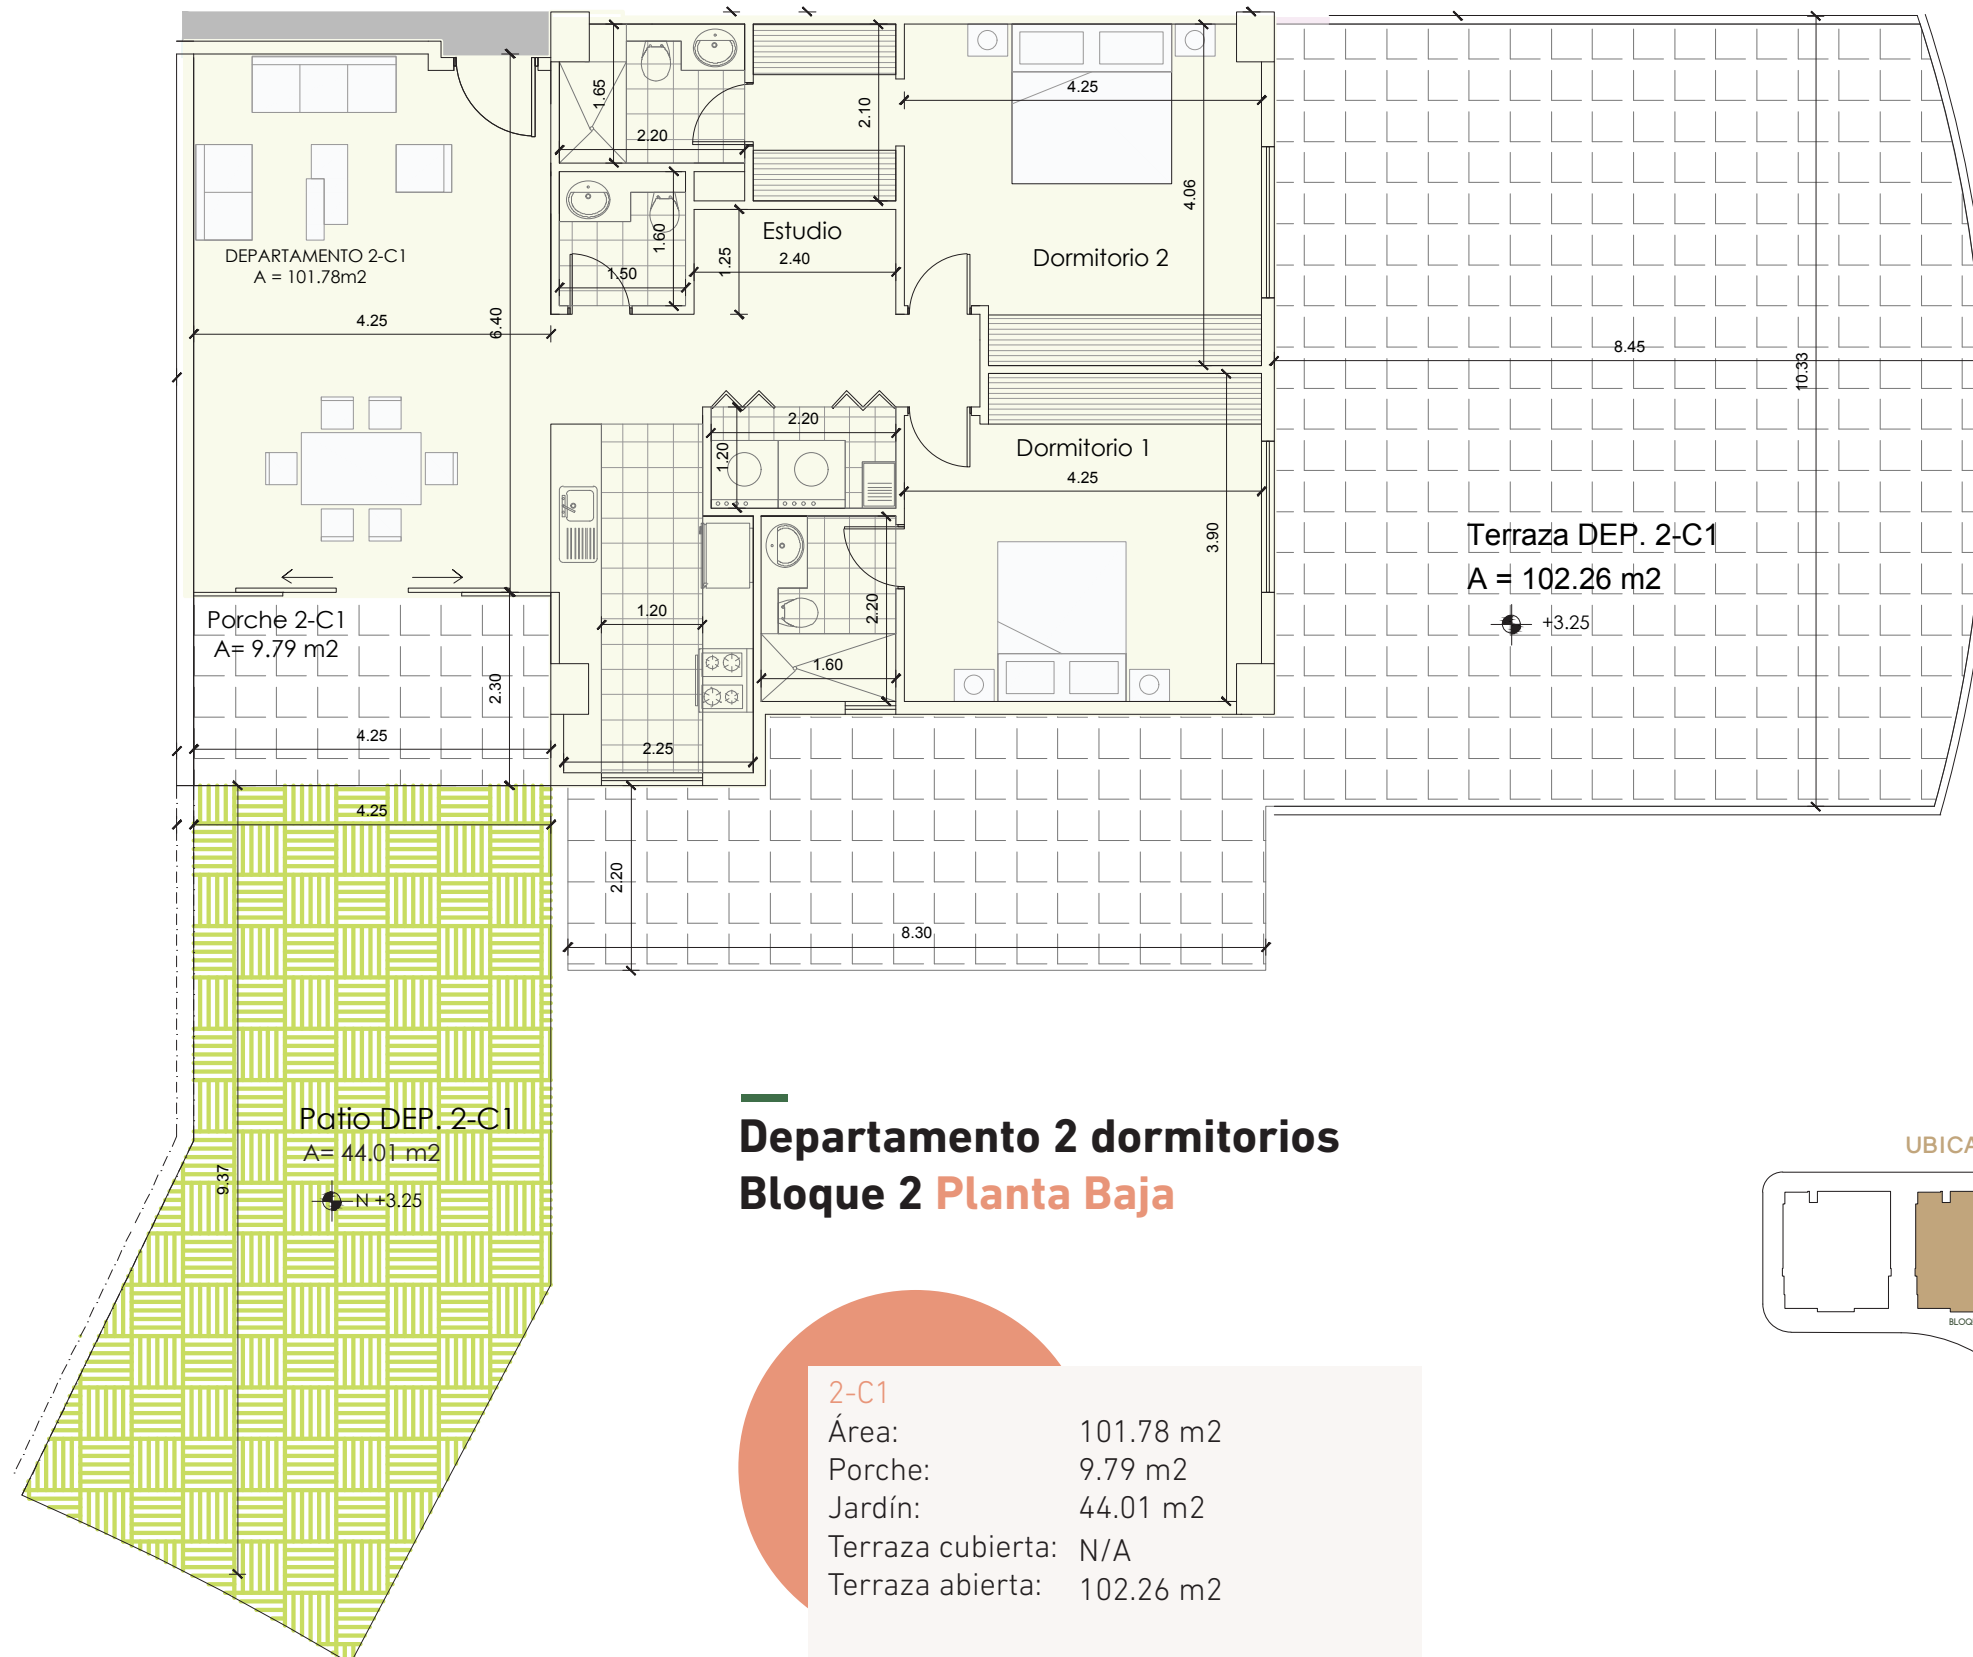 1.65
2.20
2.10
4.25
4.06
1.60
1.50
1.25
Estudio
2.40
Dormitorio 2
DEPARTAMENTO 2-C1
A = 101.78m2
4.25
6.40
8.45
10.33
2.20
1.20
Dormitorio 1
4.25
3.90
Terraza DEP. 2-C1
A = 102.26 m2
+3.25
Porche 2-C1
A= 9.79 m2
2.30
4.25
1.20
2.20
1.60
2.25
4.25
2.20
8.30
Patio DEP. 2-C1
A= 44.01 m2
N +3.25
9.37
Departamento 2 dormitorios
Bloque 2 Planta Baja
UBICA
BLOQ
2-C1
Área: 101.78 m2
Porche: 9.79 m2
Jardín: 44.01 m2
Terraza cubierta: N/A
Terraza abierta: 102.26 m2